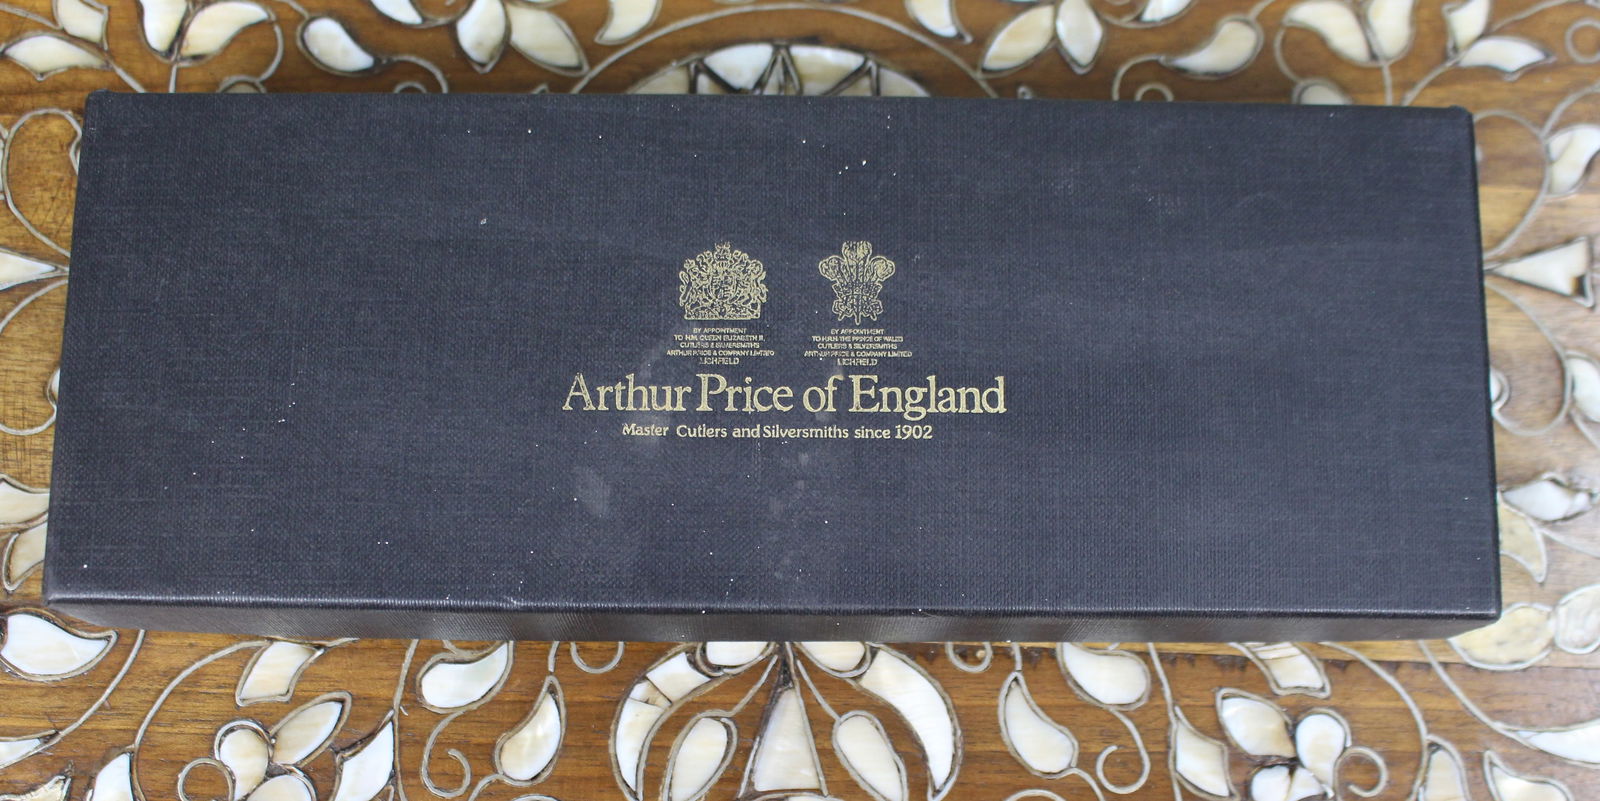 BY APPOINTMENT
TO H.M. QUEEN ELIZABETH II.
CUTLERS & SILVERSMITHS
ARTHUR PRICE & COMPANY LIMITED
LICHFIELD
BY APPOINTMENT
TO H.R.H. THE PRINCE OF WALES
CUTLERS & SILVERSMITHS
ARTHUR PRICE & COMPANY LIMITED
LICHFIELD
Arthur Price of England
Master Cutlers and Silversmiths since 1902